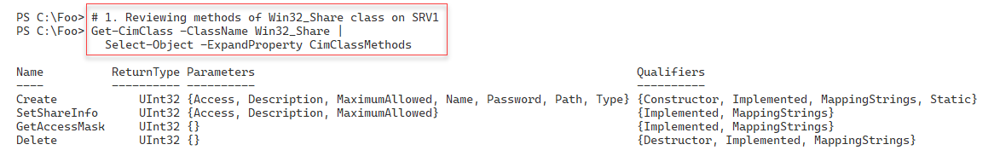 PS C:\Foo> # 1. Reviewing methods of Win32_Share class on SRV1
PS C:\Foo> Get-CimClass -ClassName Win32_Share |
Select-Object -ExpandProperty CimClassMethods
Name ReturnType Parameters Qualifiers
---- ---------- ---------- ----------
Create UInt32 {Access, Description, MaximumAllowed, Name, Password, Path, Type} {Constructor, Implemented, MappingStrings, Static}
SetShareInfo UInt32 {Access, Description, MaximumAllowed} {Implemented, MappingStrings}
GetAccessMask UInt32 {} {Implemented, MappingStrings}
Delete UInt32 {} {Destructor, Implemented, MappingStrings}